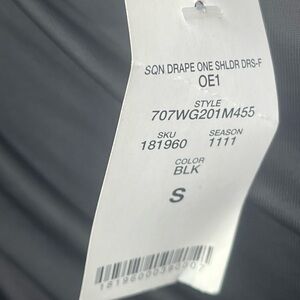 SQN DRAPE ONE SHLDR DRS-F
OE1
STYLE
707WG201M455
SKU SEASON
181960 1111
COLOR
BLK
S